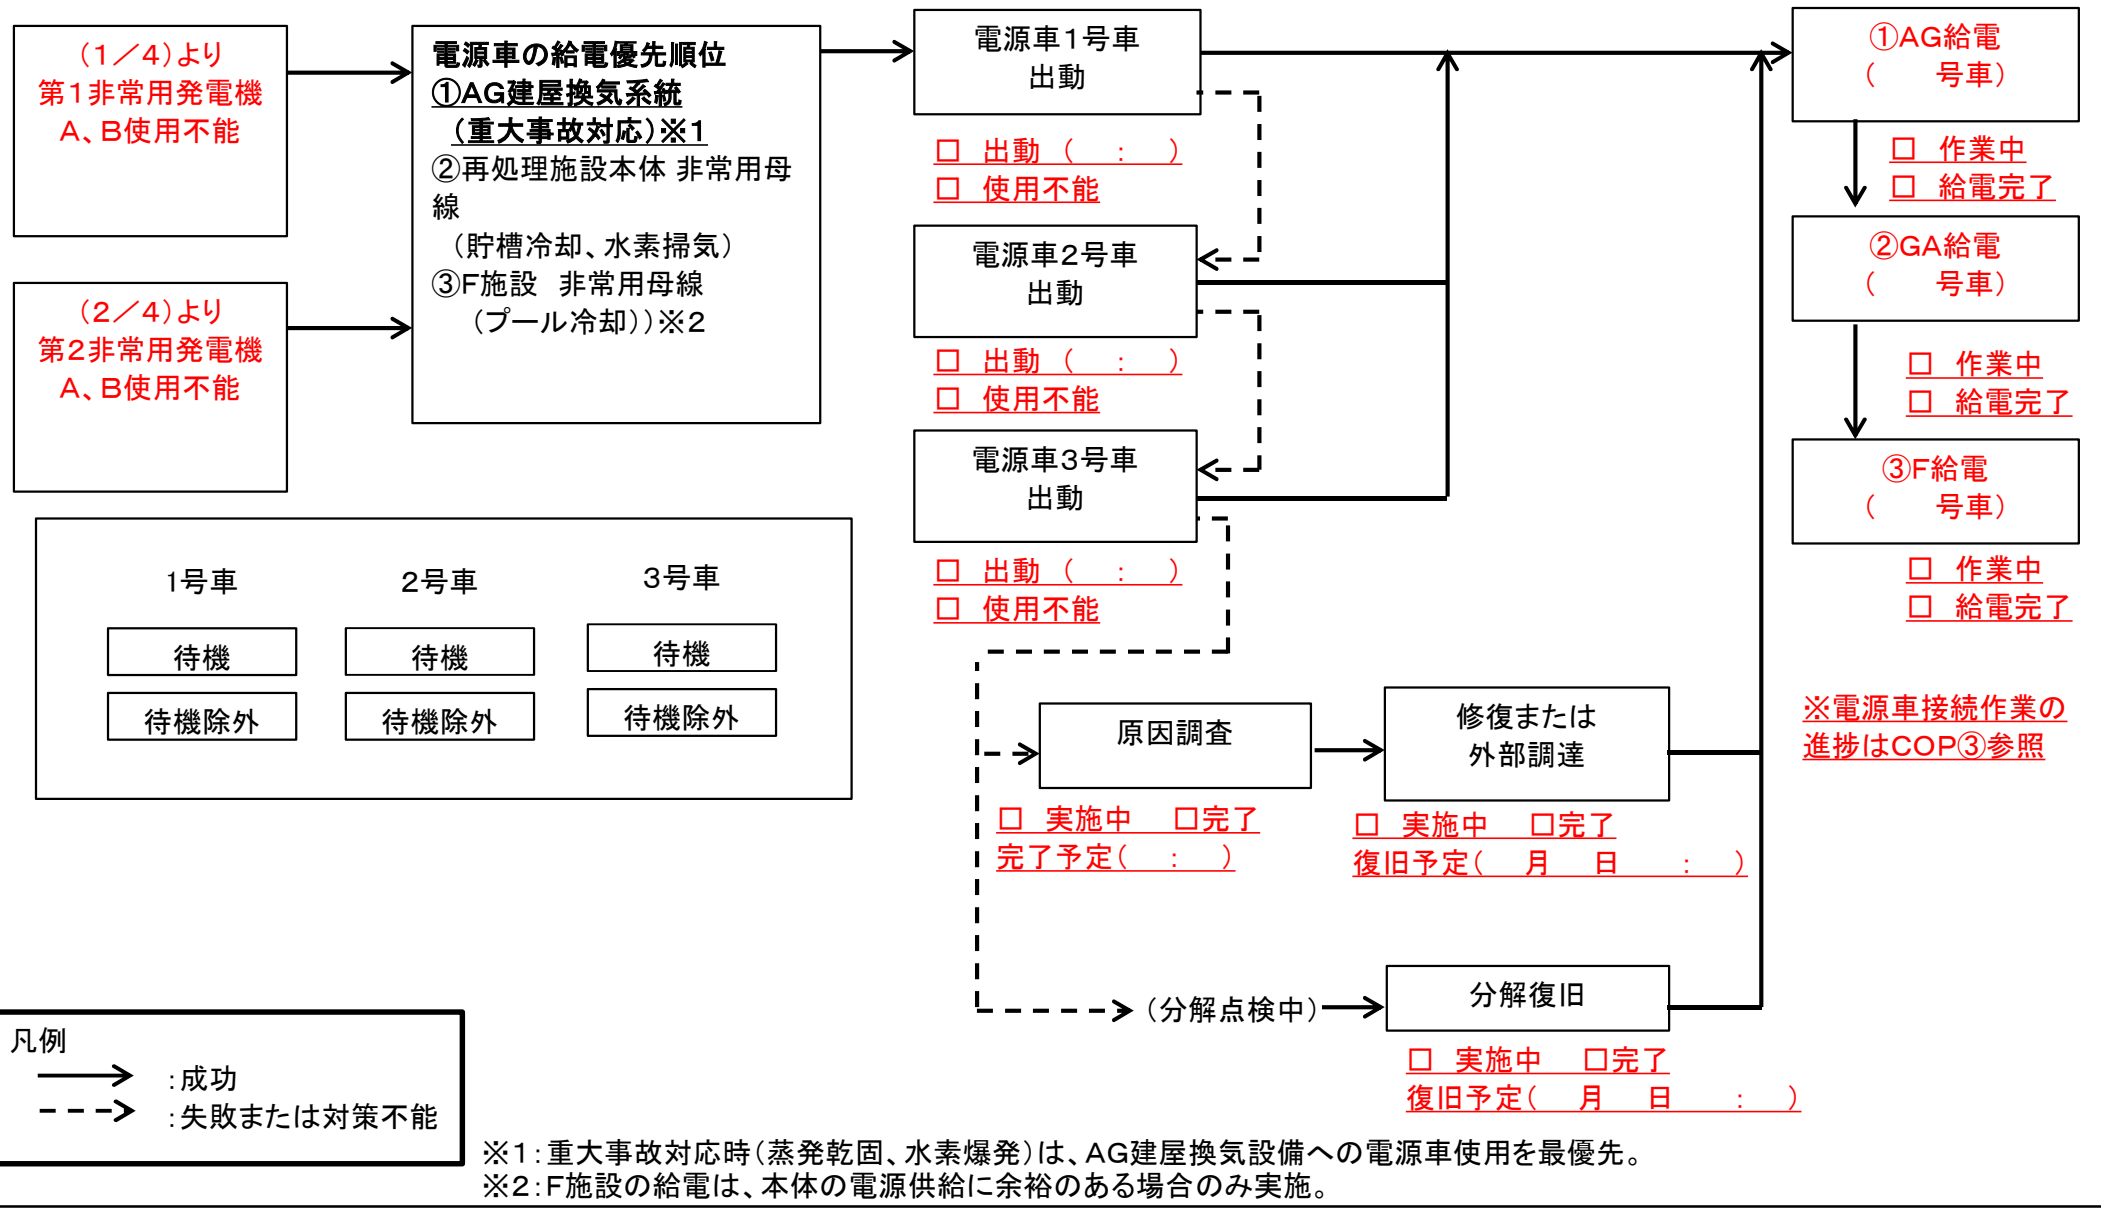 (1/4)より
第1非常用発電機
A、B使用不能
(2/4)より
第2非常用発電機
A、B使用不能
電源車の給電優先順位
①AG建屋換気系統
(重大事故対応)※1
②再処理施設本体 非常用母
線
(貯槽冷却、水素掃気)
③F施設 非常用母線
(プール冷却))※2
電源車1号車
出動
□ 出動 ( : )
□ 使用不能
電源車2号車
出動
□ 出動 ( : )
□ 使用不能
電源車3号車
出動
□ 出動 ( : )
□ 使用不能
①AG給電
( 号車)
□ 作業中
□ 給電完了
②GA給電
( 号車)
□ 作業中
□ 給電完了
③F給電
( 号車)
□ 作業中
□ 給電完了
※電源車接続作業の
進捗はCOP③参照
1号車 2号車 3号車
待機 待機 待機
待機除外 待機除外 待機除外
原因調査
□ 実施中 □完了
完了予定( : )
修復または
外部調達
□ 実施中 □完了
復旧予定( 月 日 : )
(分解点検中)
分解復旧
□ 実施中 □完了
復旧予定( 月 日 : )
凡例
:成功
:失敗または対策不能
※1:重大事故対応時(蒸発乾固、水素爆発)は、AG建屋換気設備への電源車使用を最優先。
※2:F施設の給電は、本体の電源供給に余裕のある場合のみ実施。